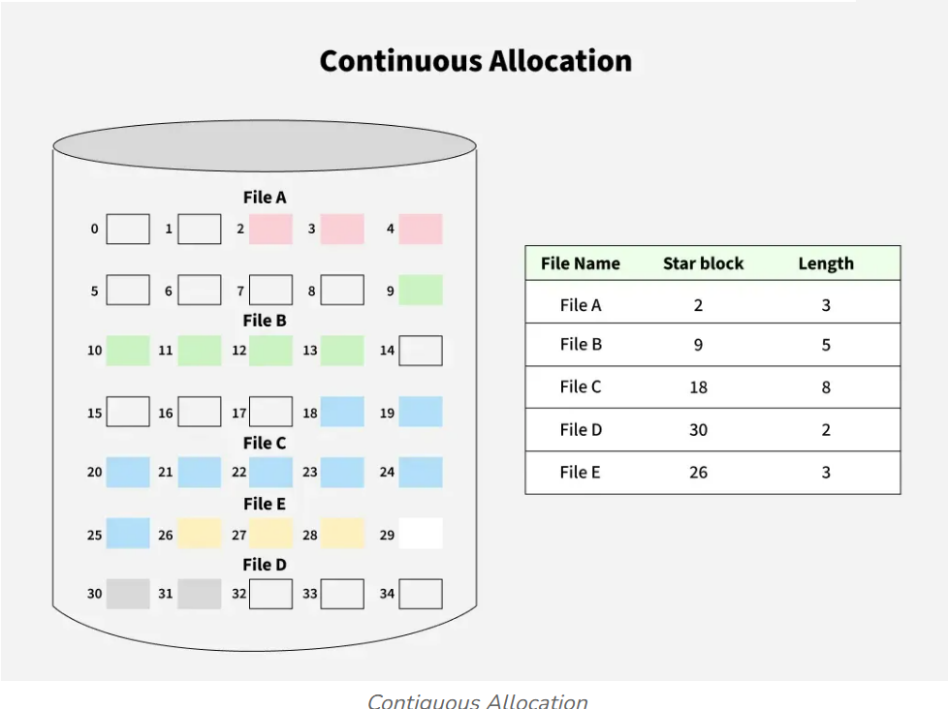 Continuous Allocation
File A
0 1 2 3 4
5 6 7 8 9
File B
10 11 12 13 14
15 16 17 18 19
File C
20 21 22 23 24
File E
25 26 27 28 29
File D
30 31 32 33 34
File Name Star block Length
File A 2 3
File B 9 5
File C 18 8
File D 30 2
File E 26 3
Contiguous Allocation